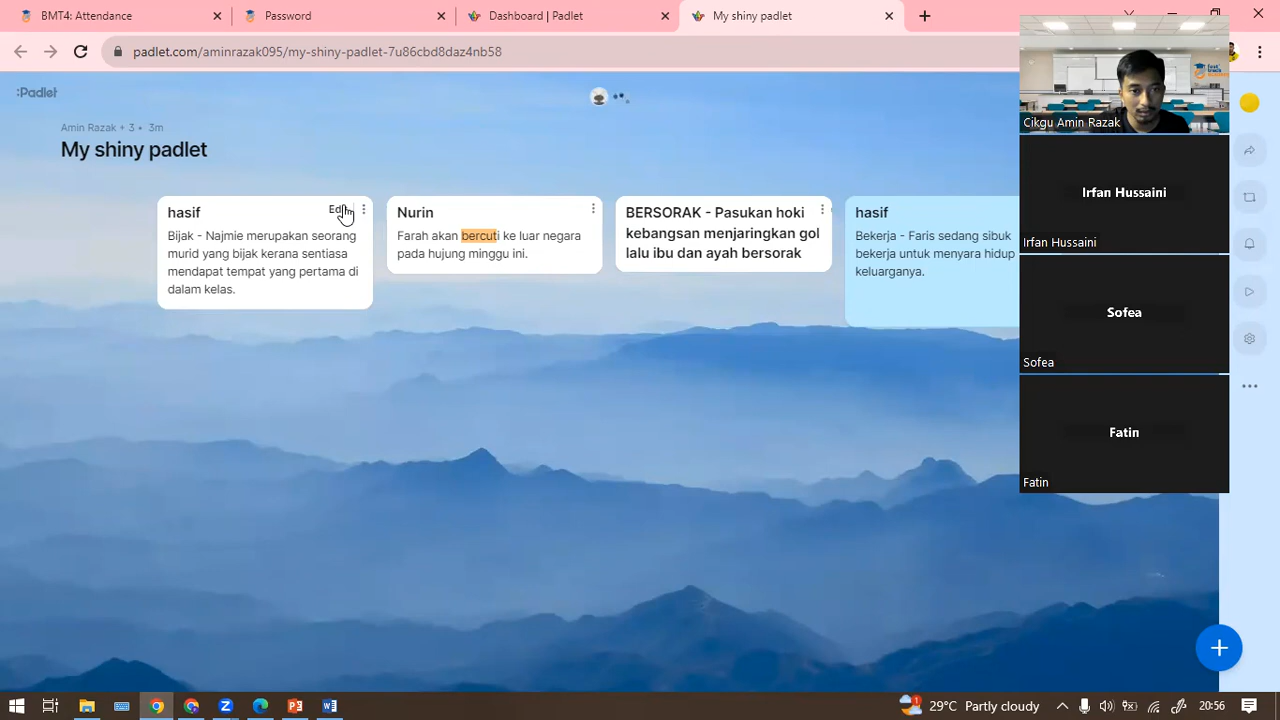 BMT4: Attendance
Password
Dashboard | Padlet
My shiny padlet
padlet.com/aminrazak095/my-shiny-padlet-7u86cbd8daz4nb58
:Padlet
Amin Razak + 3 • 3m
My shiny padlet
hasif
Bijak - Najmie merupakan seorang
murid yang bijak kerana sentiasa
mendapat tempat yang pertama di
dalam kelas.
Nurin
Farah akan bercuti ke luar negara
pada hujung minggu ini.
BERSORAK - Pasukan hoki
kebangsan menjaringkan gol
lalu ibu dan ayah bersorak
hasif
Bekerja - Faris sedang sibuk
bekerja untuk menyara hidup
keluarganya.
Cikgu Amin Razak
Irfan Hussaini
Irfan Hussaini
Sofea
Sofea
Fatin
Fatin
1
29°C Partly cloudy
20:56